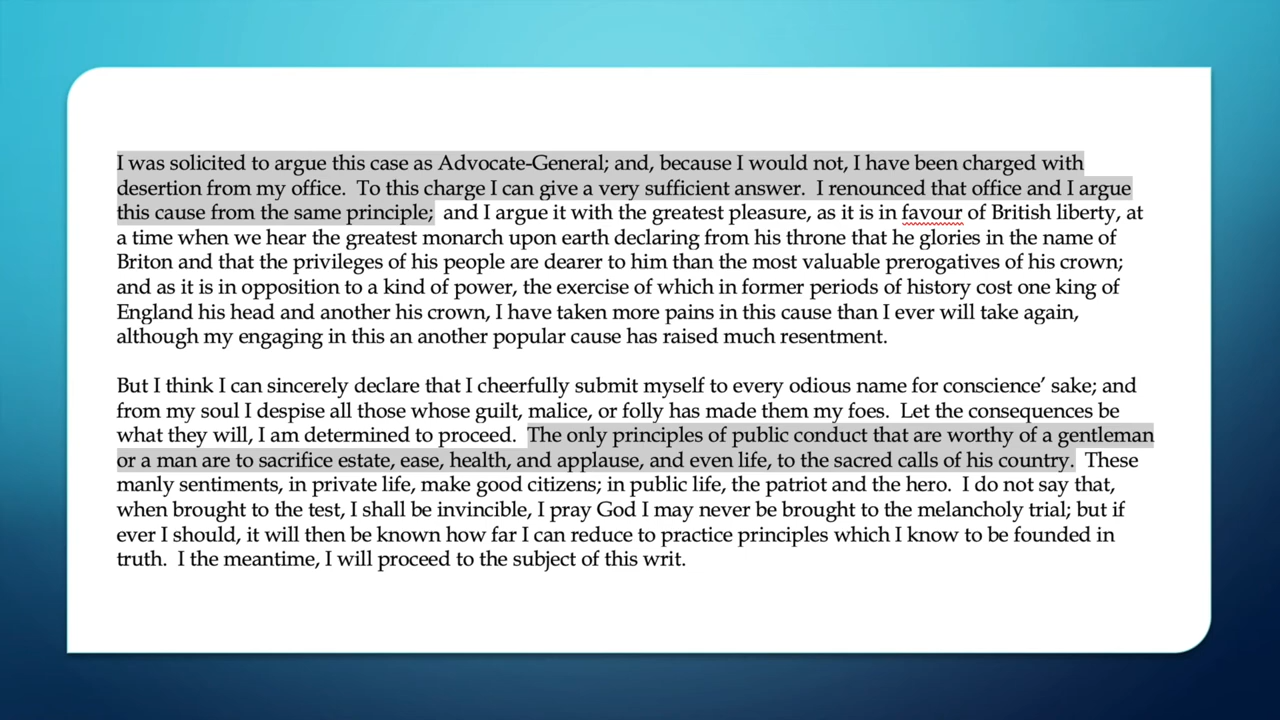 I was solicited to argue this case as Advocate-General; and, because I would not, I have been charged with
desertion from my office.  To this charge I can give a very sufficient answer.  I renounced that office and I argue
this cause from the same principle;  and I argue it with the greatest pleasure, as it is in favour of British liberty, at
a time when we hear the greatest monarch upon earth declaring from his throne that he glories in the name of
Briton and that the privileges of his people are dearer to him than the most valuable prerogatives of his crown;
and as it is in opposition to a kind of power, the exercise of which in former periods of history cost one king of
England his head and another his crown, I have taken more pains in this cause than I ever will take again,
although my engaging in this an another popular cause has raised much resentment.
But I think I can sincerely declare that I cheerfully submit myself to every odious name for conscience’ sake; and
from my soul I despise all those whose guilt, malice, or folly has made them my foes.  Let the consequences be
what they will, I am determined to proceed.  The only principles of public conduct that are worthy of a gentleman
or a man are to sacrifice estate, ease, health, and applause, and even life, to the sacred calls of his country.  These
manly sentiments, in private life, make good citizens; in public life, the patriot and the hero.  I do not say that,
when brought to the test, I shall be invincible, I pray God I may never be brought to the melancholy trial; but if
ever I should, it will then be known how far I can reduce to practice principles which I know to be founded in
truth.  I the meantime, I will proceed to the subject of this writ.